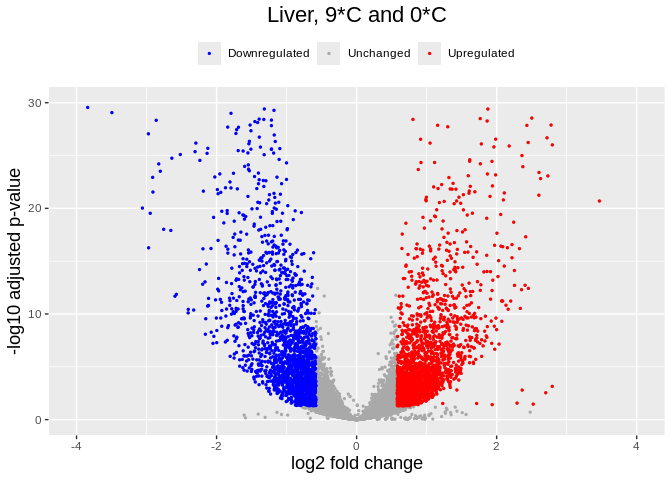 Liver, 9*C and 0*C
Downregulated Unchanged Upregulated
-log10 adjusted p-value
30
20
10
0
-4 -2 0 2 4
log2 fold change